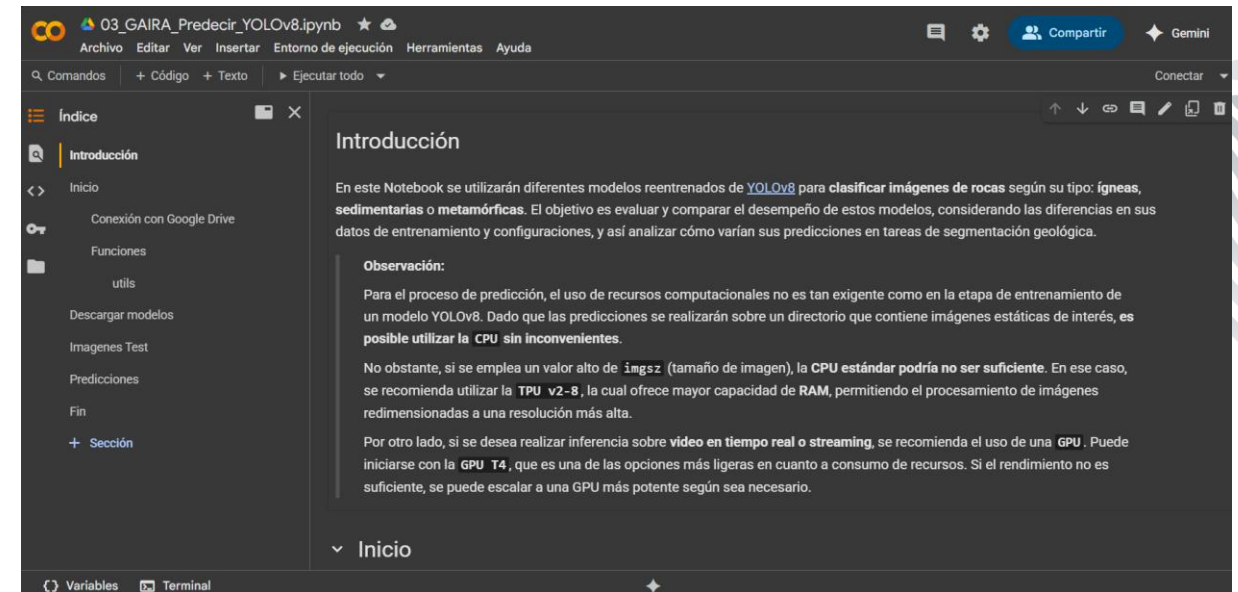 03_GAIRA_Predecir_YOLOv8.ipynb
Archivo Editar Ver Insertar Entorno de ejecución Herramientas Ayuda
Compartir
Gemini
Comandos + Código + Texto Ejecutar todo
Conectar
Índice
Introducción
Inicio
Conexión con Google Drive
Funciones
utils
Descargar modelos
Imagenes Test
Predicciones
Fin
+ Sección
Introducción
En este Notebook se utilizarán diferentes modelos reentrenados de YOLOv8 para clasificar imágenes de rocas según su tipo: ígneas,
sedimentarias o metamórficas. El objetivo es evaluar y comparar el desempeño de estos modelos, considerando las diferencias en sus
datos de entrenamiento y configuraciones, y así analizar cómo varían sus predicciones en tareas de segmentación geológica.
Observación:
Para el proceso de predicción, el uso de recursos computacionales no es tan exigente como en la etapa de entrenamiento de
un modelo YOLOv8. Dado que las predicciones se realizarán sobre un directorio que contiene imágenes estáticas de interés, es
posible utilizar la CPU sin inconvenientes.
No obstante, si se emplea un valor alto de imgsz (tamaño de imagen), la CPU estándar podría no ser suficiente. En ese caso,
se recomienda utilizar la TPU v2-8, la cual ofrece mayor capacidad de RAM, permitiendo el procesamiento de imágenes
redimensionadas a una resolución más alta.
Por otro lado, si se desea realizar inferencia sobre video en tiempo real o streaming, se recomienda el uso de una GPU. Puede
iniciarse con la GPU T4, que es una de las opciones más ligeras en cuanto a consumo de recursos. Si el rendimiento no es
suficiente, se puede escalar a una GPU más potente según sea necesario.
Inicio
Variables Terminal